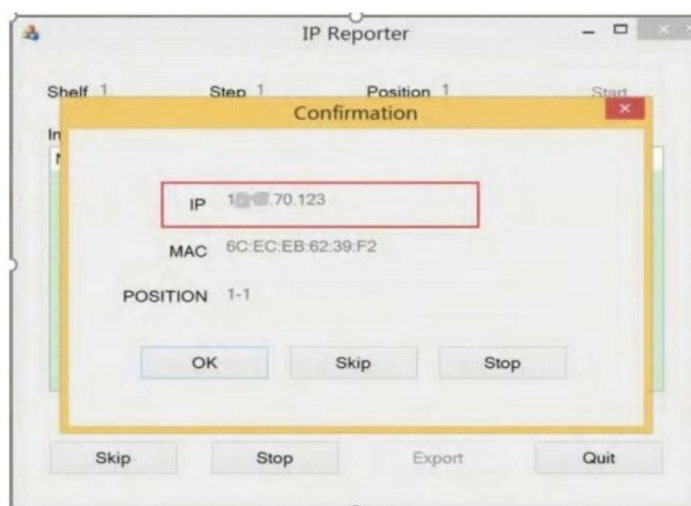 IP Reporter
Shelf 1 Step 1 Position 1 Start
Confirmation
IP .70.123
MAC 6C:EC:EB:62:39:F2
POSITION 1-1
OK Skip Stop
Skip Stop Export Quit